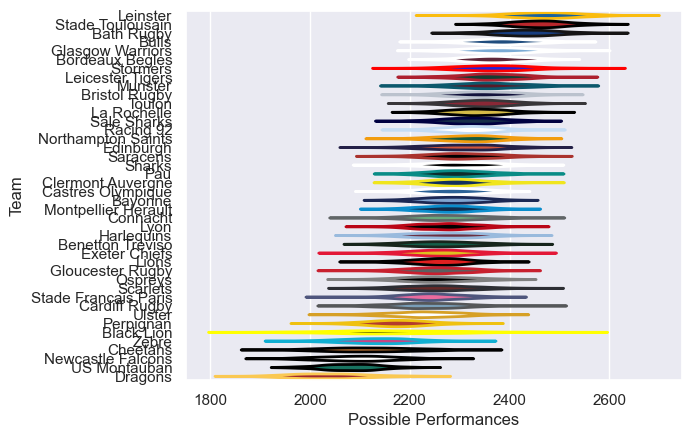 Leinster
Stade Toulousain
Bath Rugby
Bulls
Glasgow Warriors
Bordeaux Begles
Stormers
Leicester Tigers
Munster
Bristol Rugby
Toulon
La Rochelle
Sale Sharks
Racing 92
Northampton Saints
Edinburgh
Saracens
Sharks
Pau
Clermont Auvergne
Castres Olympique
Bayonne
Montpellier Herault
Connacht
Lyon
Harlequins
Benetton Treviso
Exeter Chiefs
Lions
Gloucester Rugby
Ospreys
Scarlets
Stade Francais Paris
Cardiff Rugby
Ulster
Perpignan
Black Lion
Zebre
Cheetahs
Newcastle Falcons
US Montauban
Dragons
Team
1800 2000 2200 2400 2600
Possible Performances